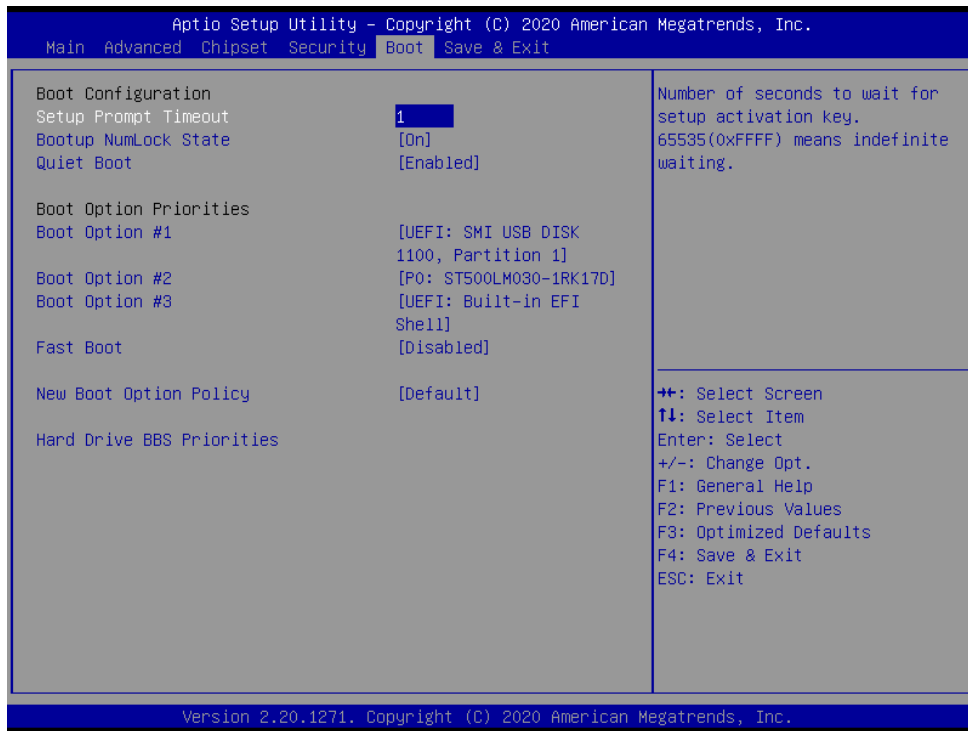 Aptio Setup Utility – Copyright (C) 2020 American Megatrends, Inc.
Main Advanced Chipset Security Boot Save & Exit
Boot Configuration
Setup Prompt Timeout 1
Bootup NumLock State [On]
Quiet Boot [Enabled]
Boot Option Priorities
Boot Option #1 [UEFI: SMI USB DISK
1100, Partition 1]
Boot Option #2 [P0: ST500LM030-1RK17D]
Boot Option #3 [UEFI: Built-in EFI
Shell]
Fast Boot [Disabled]
New Boot Option Policy [Default]
Hard Drive BBS Priorities
Number of seconds to wait for
setup activation key.
65535(0xFFFF) means indefinite
waiting.
→←: Select Screen
↑↓: Select Item
Enter: Select
+/-: Change Opt.
F1: General Help
F2: Previous Values
F3: Optimized Defaults
F4: Save & Exit
ESC: Exit
Version 2.20.1271. Copyright (C) 2020 American Megatrends, Inc.